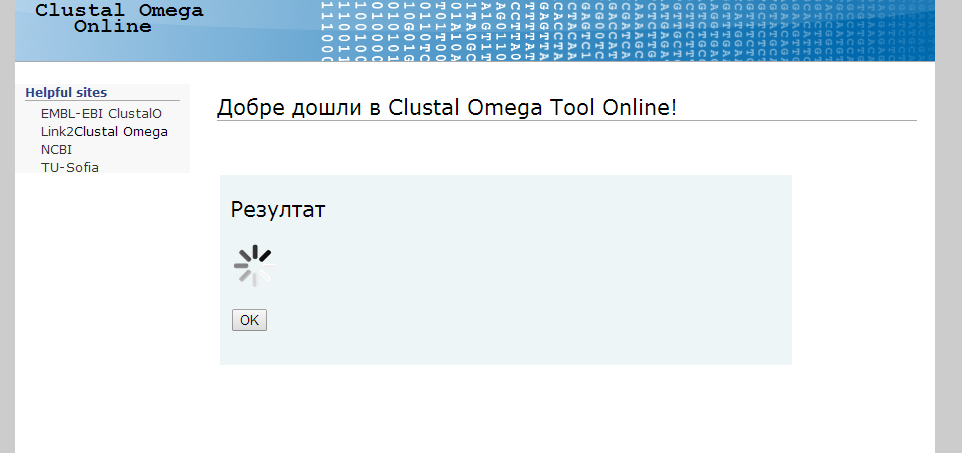 Clustal Omega
Online
Helpful sites
EMBL-EBI ClustalO
Link2Clustal Omega
NCBI
TU-Sofia
Добре дошли в Clustal Omega Tool Online!
Резултат
OK